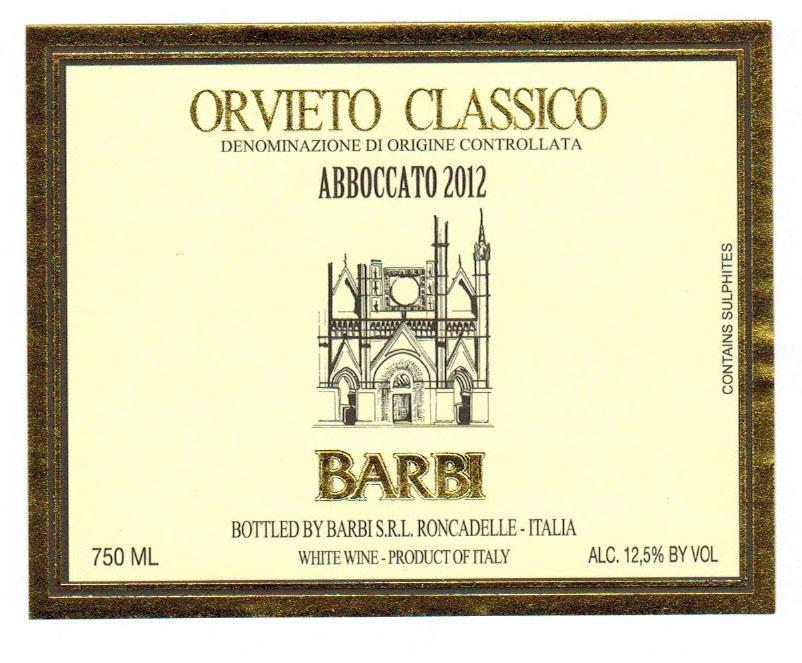 ORVIETO CLASSICO
DENOMINAZIONE DI ORIGINE CONTROLLATA
ABBOCCATO 2012
CONTAINS SULPHITES
BARBI
BOTTLED BY BARBI S.R.L. RONCADELLE - ITALIA
750 ML
WHITE WINE - PRODUCT OF ITALY
ALC. 12,5% BY VOL